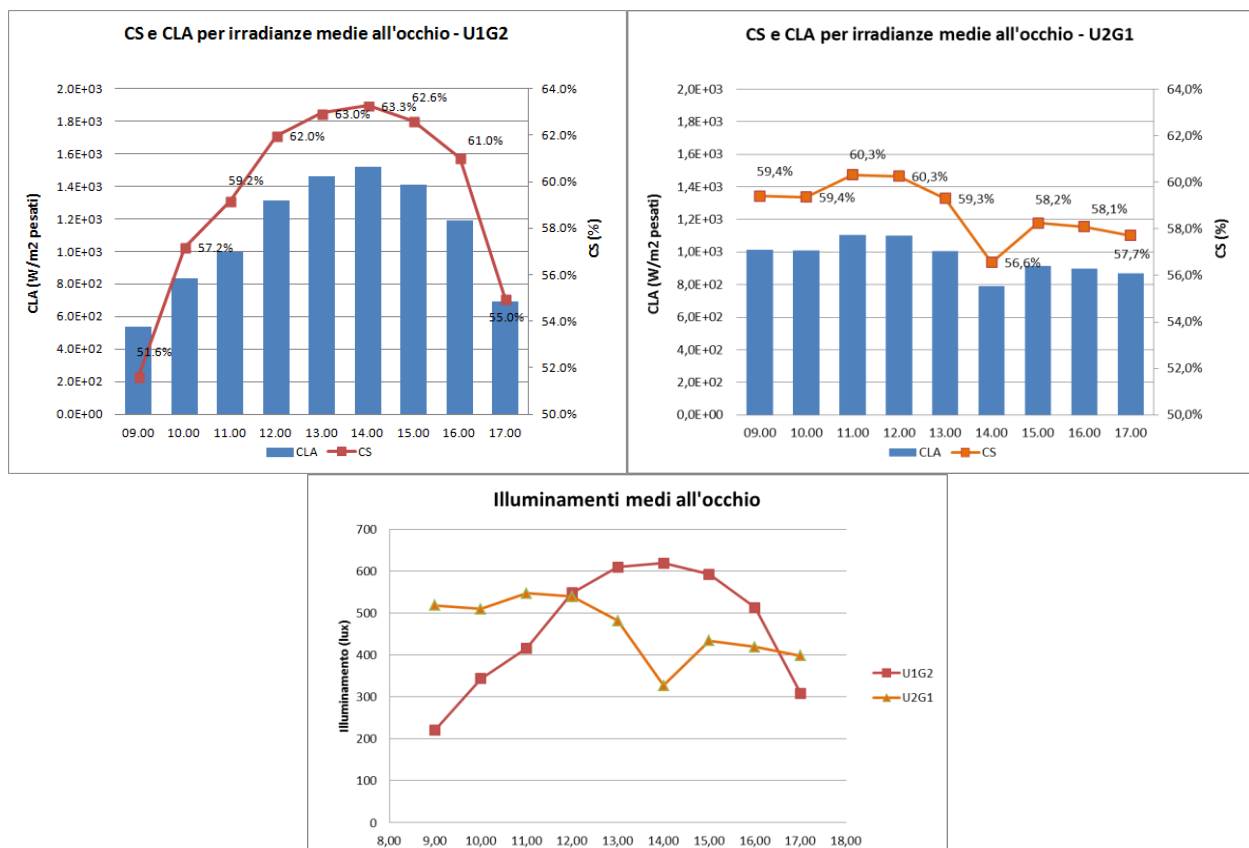 CS e CLA per irradianze medie all'occhio - U1G2
2.0E+03
1.8E+03
1.6E+03
1.4E+03
1.2E+03
1.0E+03
8.0E+02
6.0E+02
4.0E+02
2.0E+02
0.0E+00
CLA (W/m2 pesati)
51.6%
57.2%
59.2%
62.0%
63.0%
63.3%
62.6%
61.0%
55.0%
64.0%
62.0%
60.0%
58.0%
56.0%
54.0%
52.0%
50.0%
CS (%)
09.00 10.00 11.00 12.00 13.00 14.00 15.00 16.00 17.00
CLA CS
CS e CLA per irradianze medie all'occhio - U2G1
2,0E+03
1,8E+03
1,6E+03
1,4E+03
1,2E+03
1,0E+03
8,0E+02
6,0E+02
4,0E+02
2,0E+02
0,0E+00
CLA (W/m2 pesati)
59,4%
59,4%
60,3%
60,3%
59,3%
56,6%
58,2%
58,1%
57,7%
64,0%
62,0%
60,0%
58,0%
56,0%
54,0%
52,0%
50,0%
CS (%)
09.00 10.00 11.00 12.00 13.00 14.00 15.00 16.00 17.00
CLA CS
Illuminamenti medi all'occhio
700
600
500
400
300
200
100
0
Illuminamento (lux)
8,00 9,00 10,00 11,00 12,00 13,00 14,00 15,00 16,00 17,00 18,00
U1G2
U2G1